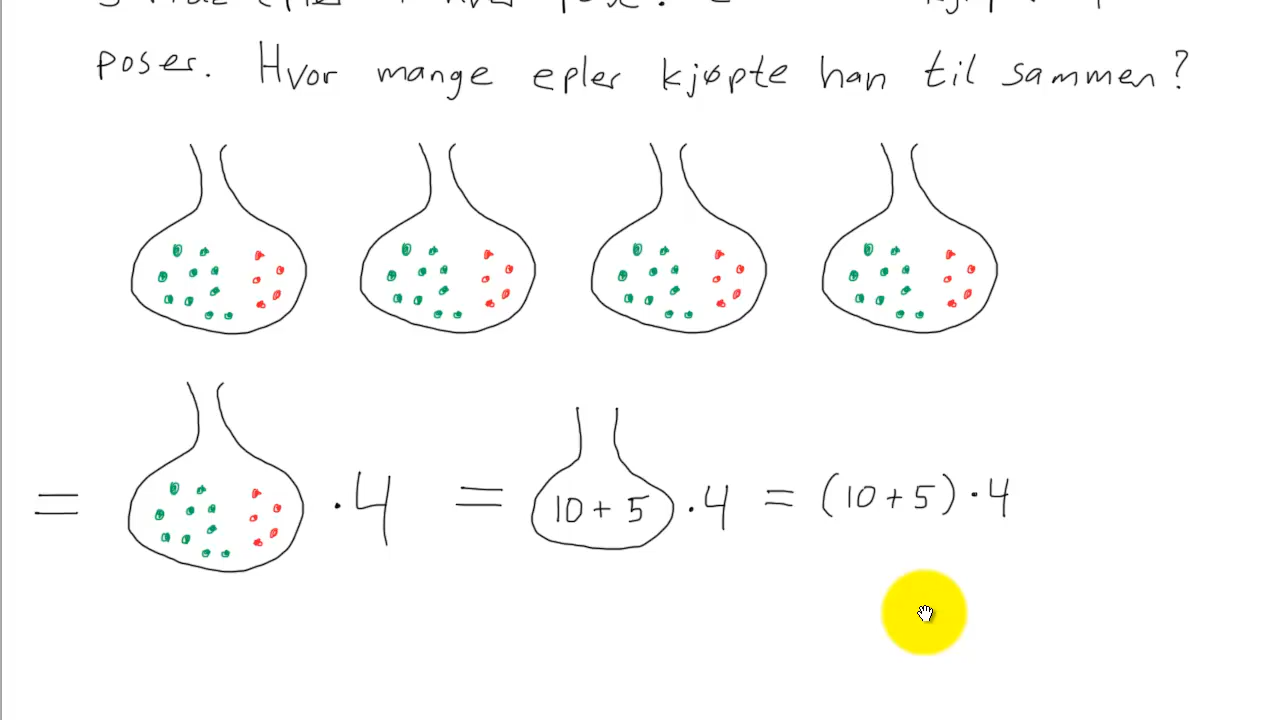 poser. Hvor mange epler kjøpte han til sammen?
= · 4 = 10 + 5 · 4 = (10 + 5) · 4